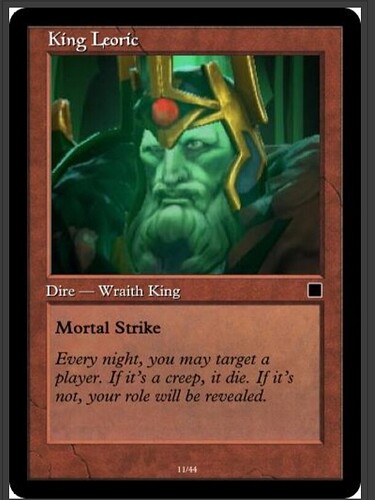 King Leoric
Dire — Wraith King
Mortal Strike
Every night, you may target a
player. If it's a creep, it die. If it's
not, your role will be revealed.
11/44